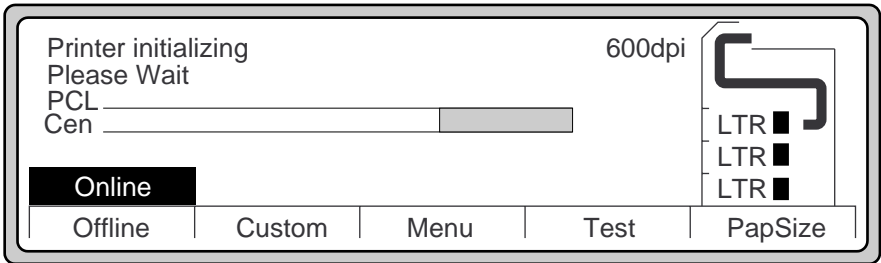 Printer initializing 600dpi
Please Wait
PCL
Cen
LTR
LTR
Online LTR
Offline Custom Menu Test PapSize